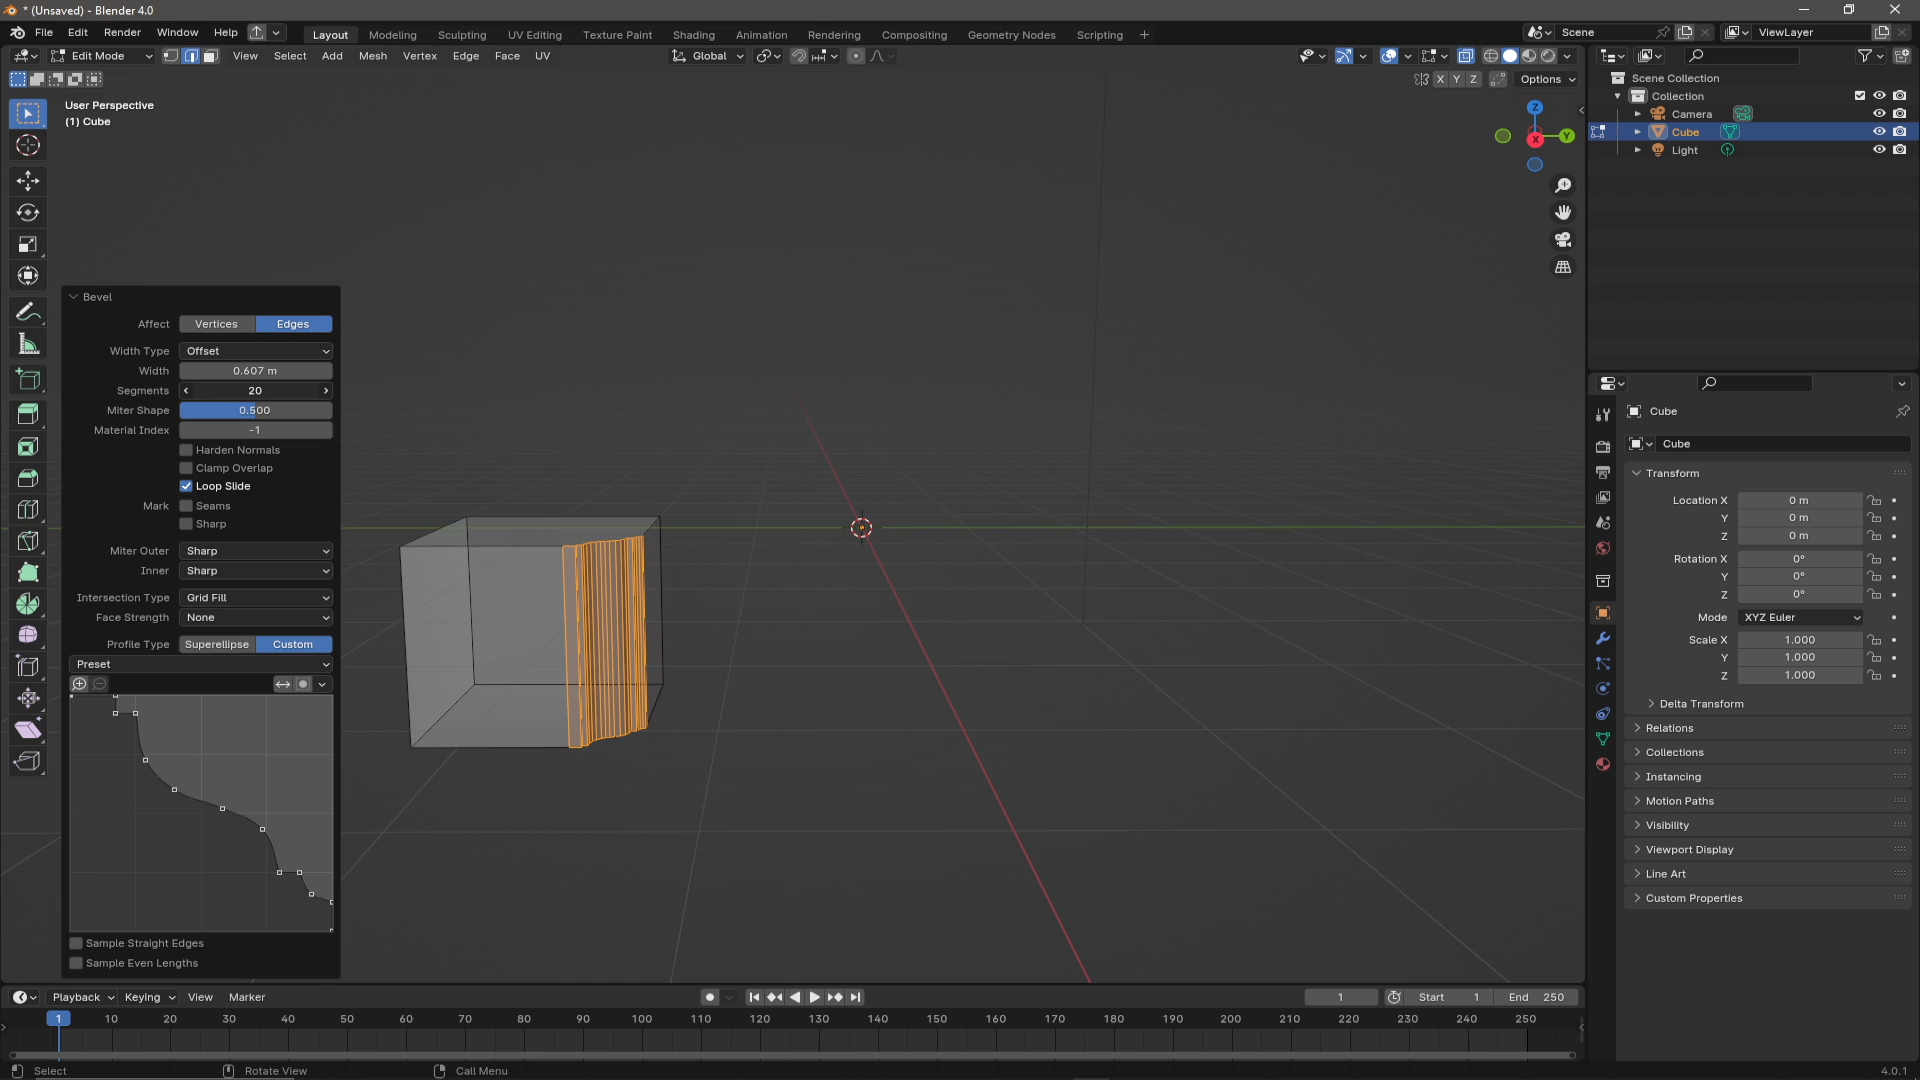 * (Unsaved) - Blender 4.0
File Edit Render Window Help Layout Modeling Sculpting UV Editing Texture Paint Shading Animation Rendering Compositing Geometry Nodes Scripting + Scene ViewLayer
Edit Mode View Select Add Mesh Vertex Edge Face UV Global
X Y Z Options
Scene Collection
Collection
Camera
Cube
Light
User Perspective
(1) Cube
Z
X
Y
Bevel
Affect Vertices Edges
Width Type Offset
Width 0.607 m
Segments 20
Miter Shape 0.500
Material Index -1
Harden Normals
Clamp Overlap
Loop Slide
Mark Seams
Sharp
Miter Outer Sharp
Inner Sharp
Intersection Type Grid Fill
Face Strength None
Profile Type Superellipse Custom
Preset
Sample Straight Edges
Sample Even Lengths
Cube
Cube
Transform
Location X 0 m
Y 0 m
Z 0 m
Rotation X 0°
Y 0°
Z 0°
Mode XYZ Euler
Scale X 1.000
Y 1.000
Z 1.000
Delta Transform
Relations
Collections
Instancing
Motion Paths
Visibility
Viewport Display
Line Art
Custom Properties
Playback Keying View Marker 1 Start 1 End 250
1 10 20 30 40 50 60 70 80 90 100 110 120 130 140 150 160 170 180 190 200 210 220 230 240 250
Select Rotate View Call Menu 4.0.1